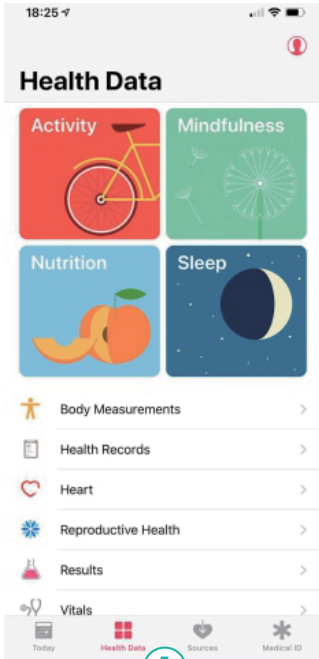 18:25
Health Data
Activity
Mindfulness
Nutrition
Sleep
Body Measurements
Health Records
Heart
Reproductive Health
Results
Vitals
Today
Health Data
Sources
Medical ID